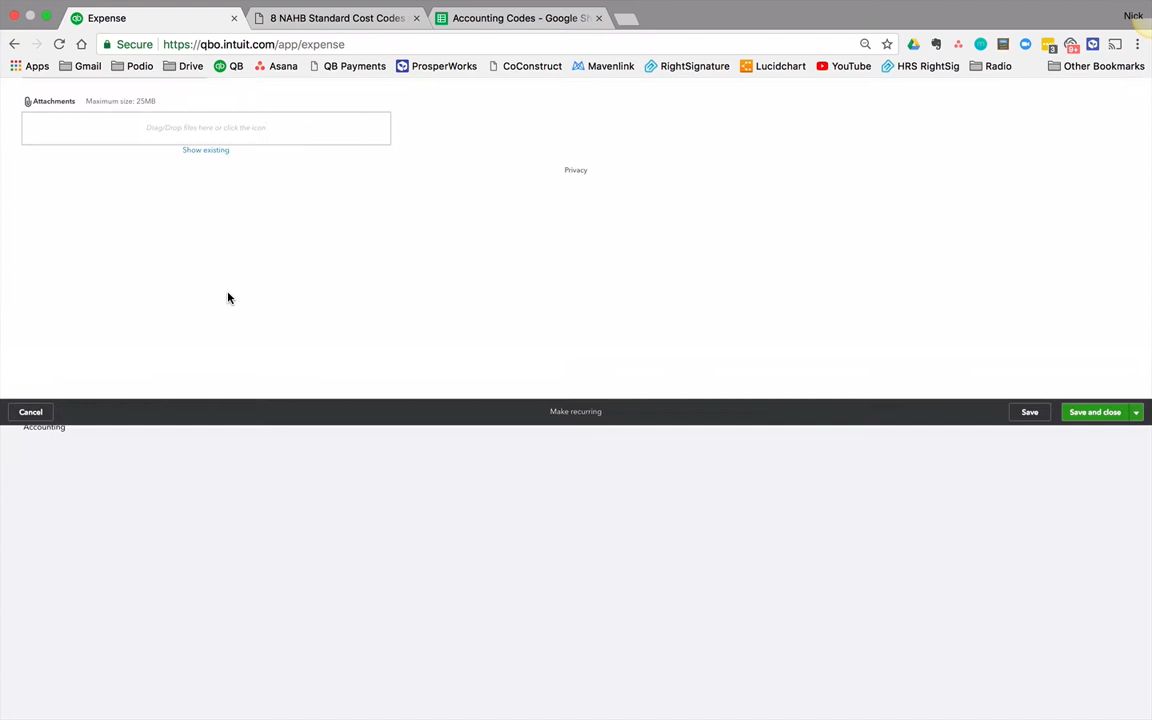 Expense
8 NAHB Standard Cost Codes
Accounting Codes - Google Sh
Nick
Secure
https://qbo.intuit.com/app/expense
3
9+
Apps
Gmail
Podio
Drive
QB
Asana
QB Payments
ProsperWorks
CoConstruct
Mavenlink
RightSignature
Lucidchart
YouTube
HRS RightSig
Radio
Other Bookmarks
Attachments Maximum size: 25MB
Drag/Drop files here or click the icon
Show existing
Privacy
Cancel
Make recurring
Save
Save and close
Accounting